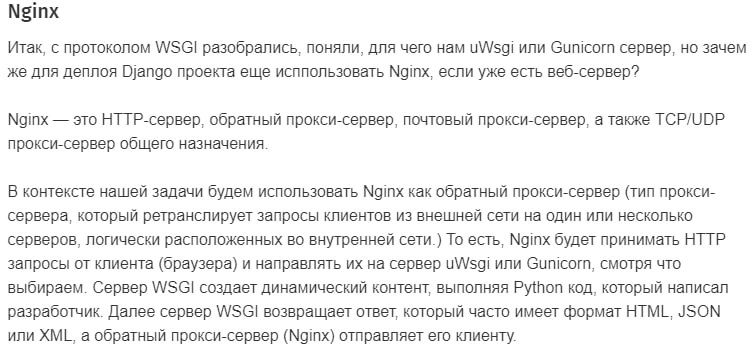 Nginx
Итак, с протоколом WSGI разобрались, поняли, для чего нам uWsgi или Gunicorn сервер, но зачем
же для деплоя Django проекта еще исппользовать Nginx, если уже есть веб-сервер?
Nginx — это HTTP-сервер, обратный прокси-сервер, почтовый прокси-сервер, а также TCP/UDP
прокси-сервер общего назначения.
В контексте нашей задачи будем использовать Nginx как обратный прокси-сервер (тип прокси-
сервера, который ретранслирует запросы клиентов из внешней сети на один или несколько
серверов, логически расположенных во внутренней сети.) То есть, Nginx будет принимать HTTP
запросы от клиента (браузера) и направлять их на сервер uWsgi или Gunicorn, смотря что
выбираем. Сервер WSGI создает динамический контент, выполняя Python код, который написал
разработчик. Далее сервер WSGI возвращает ответ, который часто имеет формат HTML, JSON
или XML, а обратный прокси-сервер (Nginx) отправляет его клиенту.